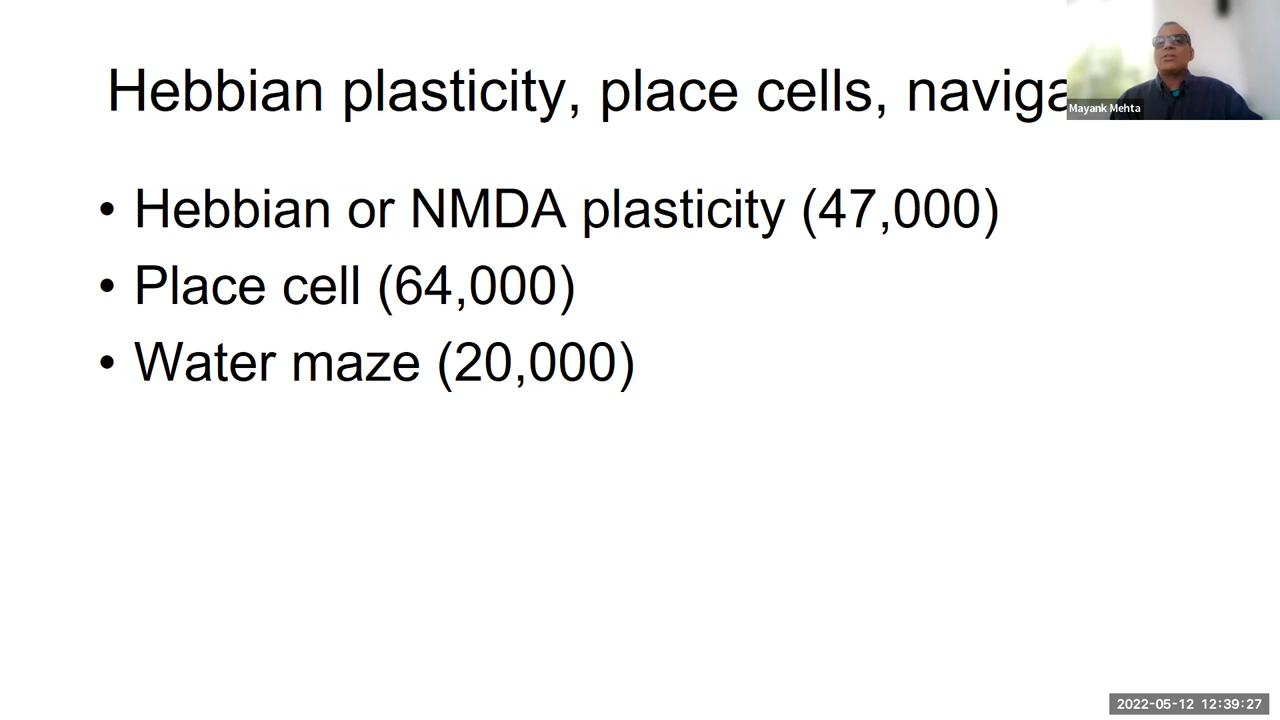 Hebbian plasticity, place cells, naviga
Mayank Mehta
• Hebbian or NMDA plasticity (47,000)
• Place cell (64,000)
• Water maze (20,000)
2022-05-12 12:39:27